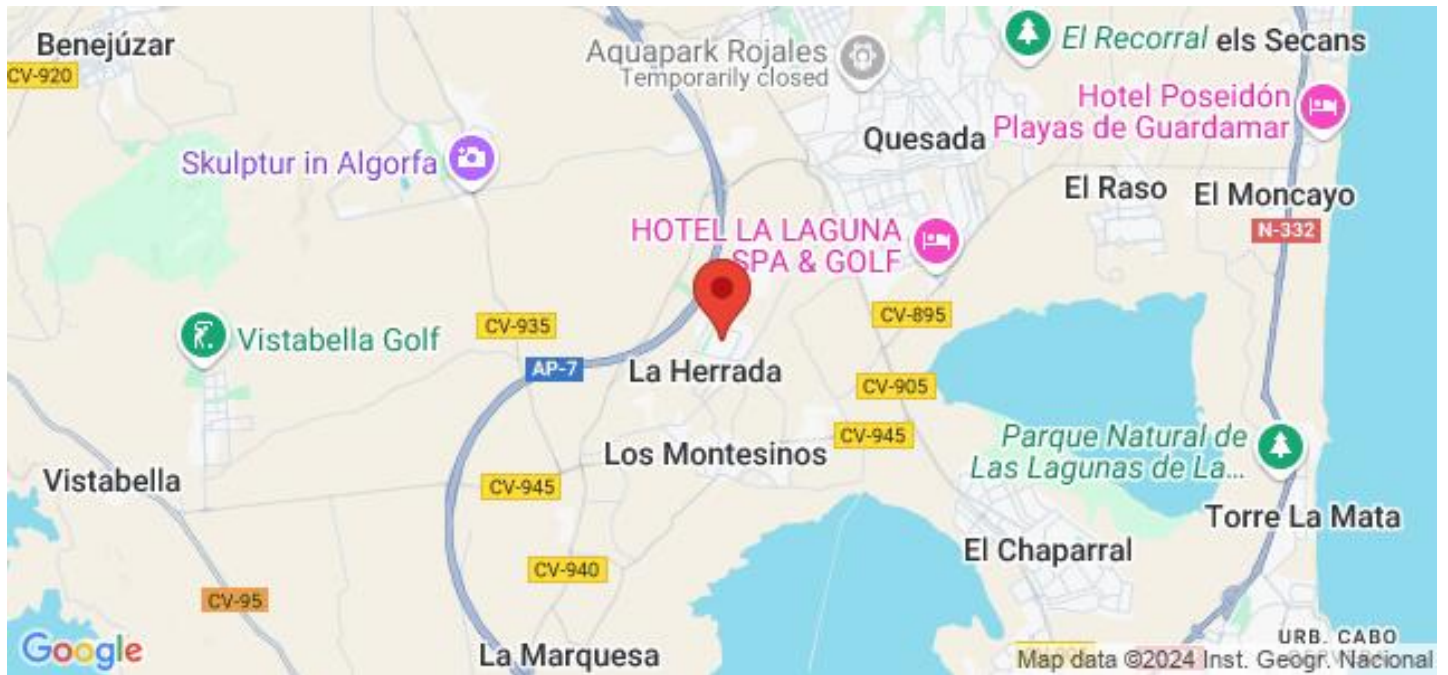 Benejúzar
CV-920
Aquapark Rojales
Temporarily closed
El Recorral
els Secans
Hotel Poseidón
Playas de Guardamar
Quesada
Skulptur in Algorfa
El Raso
El Moncayo
N-332
HOTEL LA LAGUNA
SPA & GOLF
CV-895
CV-935
Vistabella Golf
AP-7
La Herrada
CV-905
CV-945
Parque Natural de
Las Lagunas de La...
Los Montesinos
Vistabella
CV-945
Torre La Mata
El Chaparral
CV-940
CV-95
URB. CABO
Google
La Marquesa
Map data ©2024 Inst. Geogr. Nacional